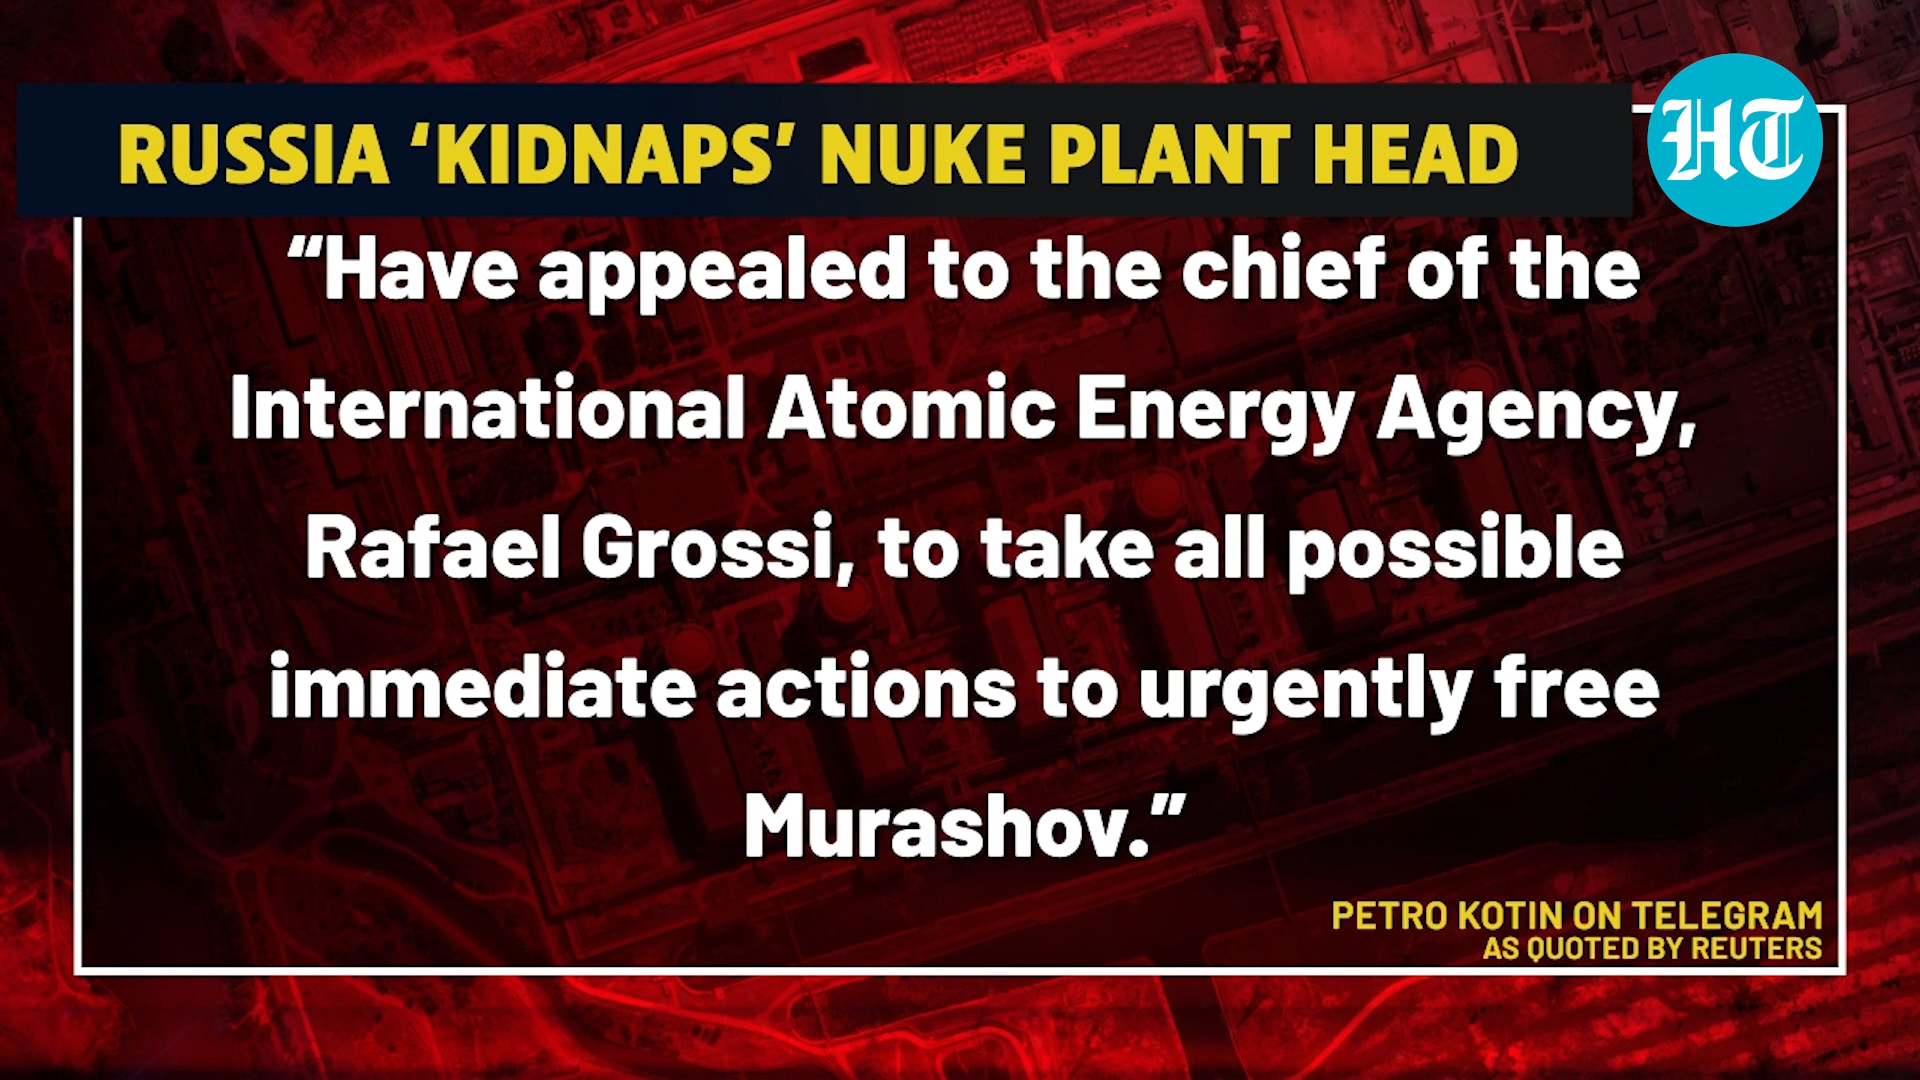 RUSSIA ‘KIDNAPS’ NUKE PLANT HEAD
HT
“Have appealed to the chief of the
International Atomic Energy Agency,
Rafael Grossi, to take all possible
immediate actions to urgently free
Murashov.”
PETRO KOTIN ON TELEGRAM
AS QUOTED BY REUTERS